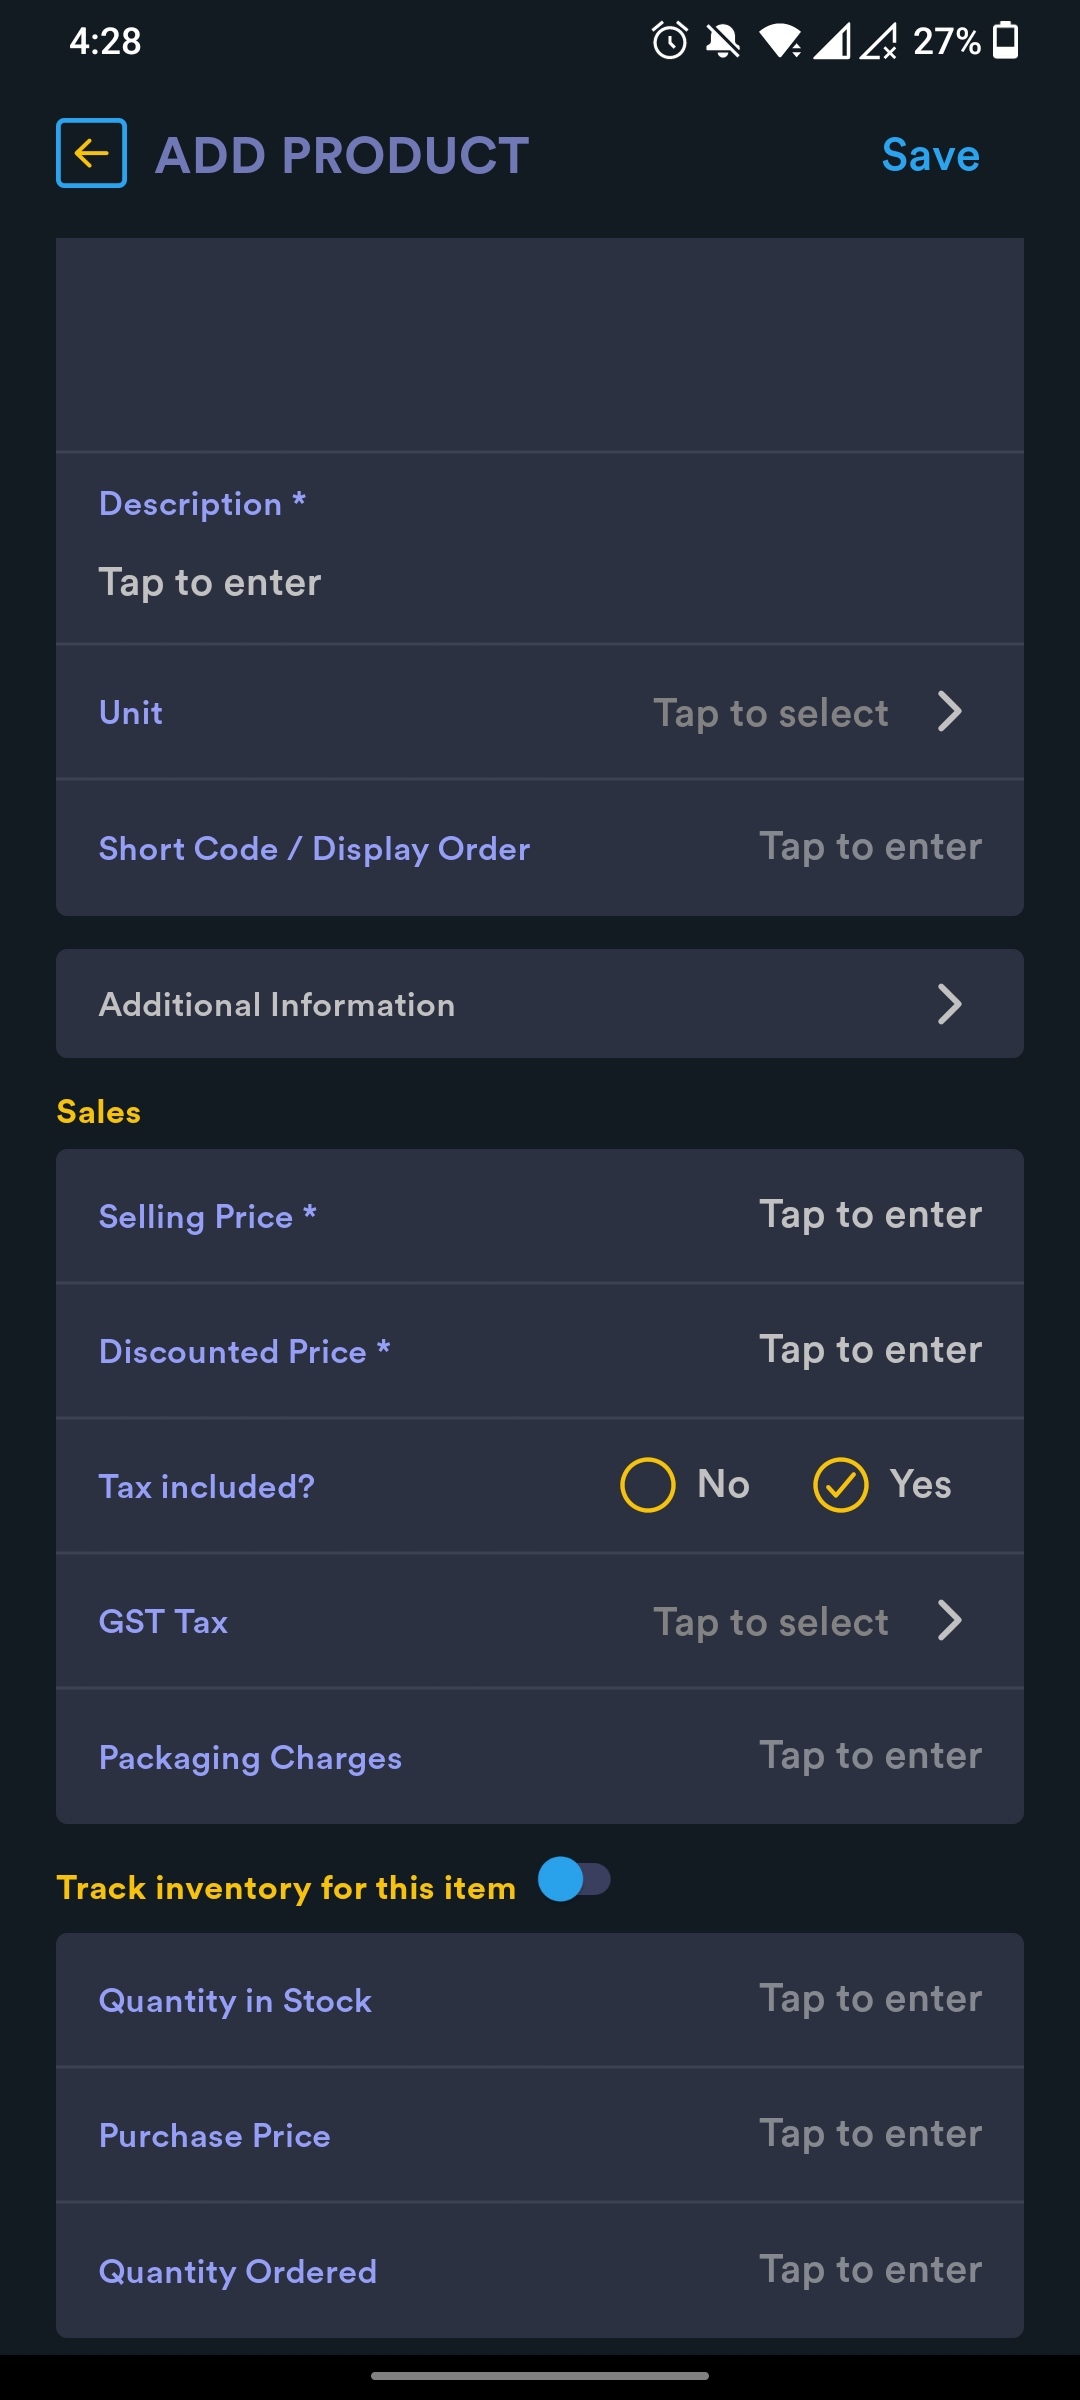 4:28
27%
ADD PRODUCT
Save
Description *
Tap to enter
Unit Tap to select
Short Code / Display Order Tap to enter
Additional Information
Sales
Selling Price * Tap to enter
Discounted Price * Tap to enter
Tax included? No Yes
GST Tax Tap to select
Packaging Charges Tap to enter
Track inventory for this item
Quantity in Stock Tap to enter
Purchase Price Tap to enter
Quantity Ordered Tap to enter